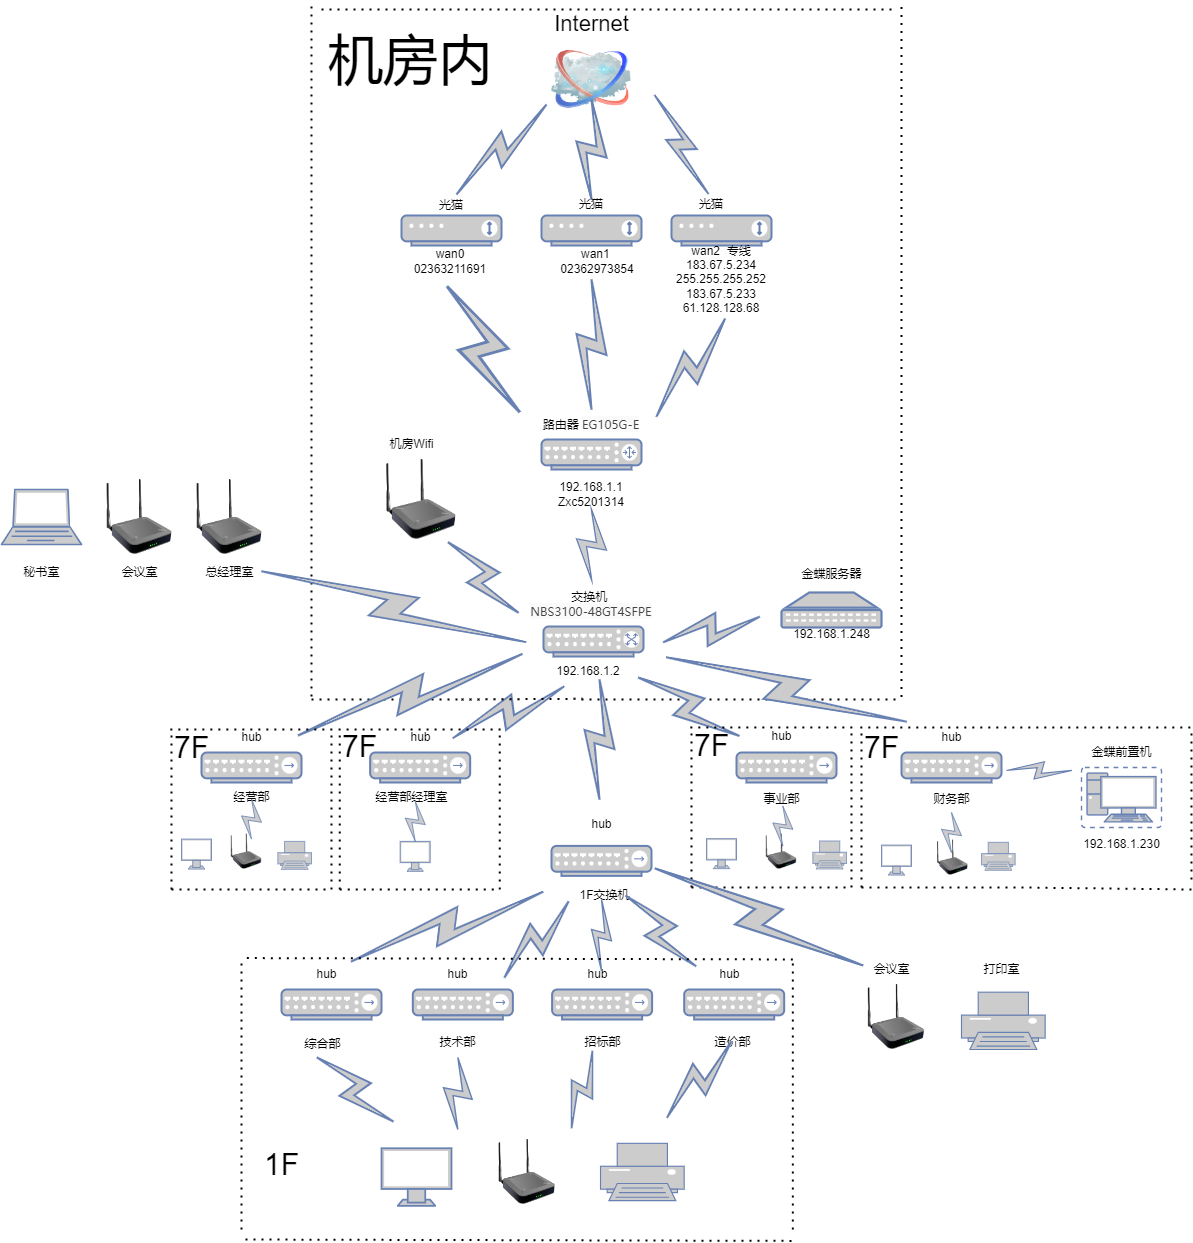 Internet
机房内
光猫
光猫
光猫
wan0
02363211691
wan1
02362973854
wan2 专线
183.67.5.234
255.255.255.252
183.67.5.233
61.128.128.68
路由器 EG105G-E
192.168.1.1
Zxc5201314
机房Wifi
秘书室
会议室
总经理室
交换机
NBS3100-48GT4SFPE
192.168.1.2
金蝶服务器
192.168.1.248
7F
hub
经营部
7F
hub
经营部经理室
7F
hub
事业部
7F
hub
财务部
金蝶前置机
192.168.1.230
hub
1F交换机
hub
综合部
hub
技术部
hub
招标部
hub
造价部
会议室
打印室
1F